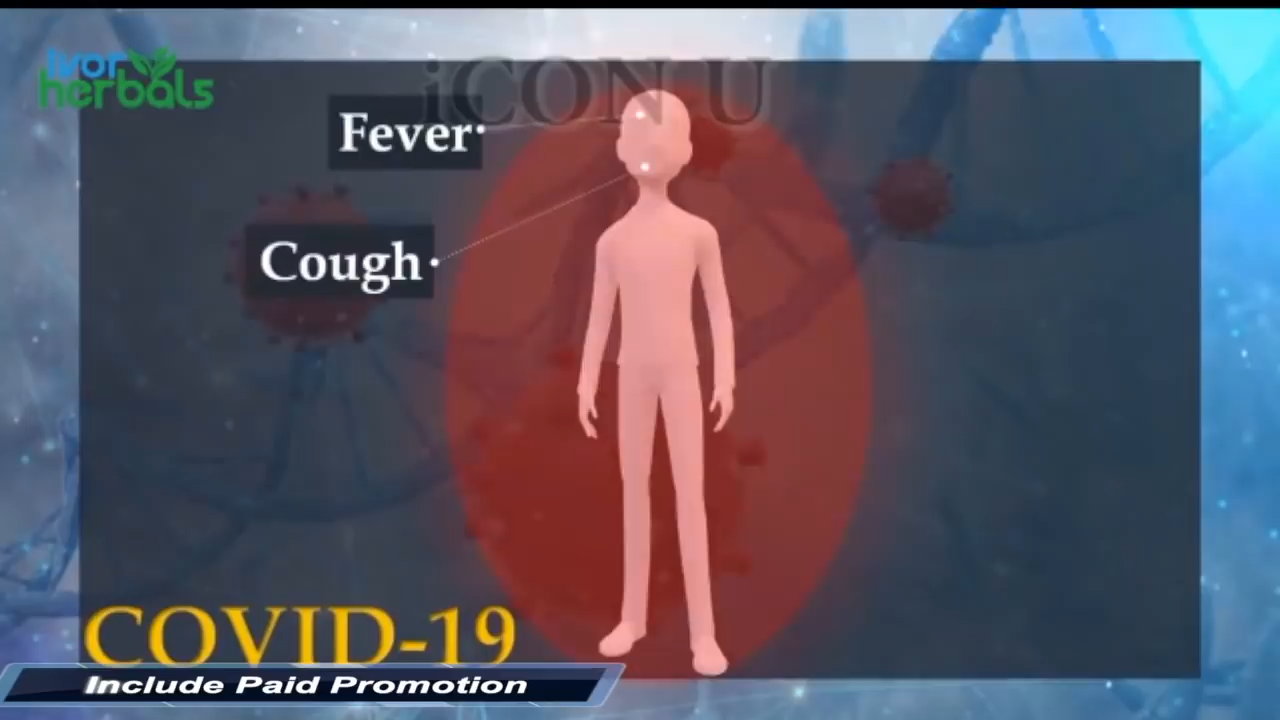 Ivor
herbals
iCON U
Fever
Cough
COVID-19
Include Paid Promotion